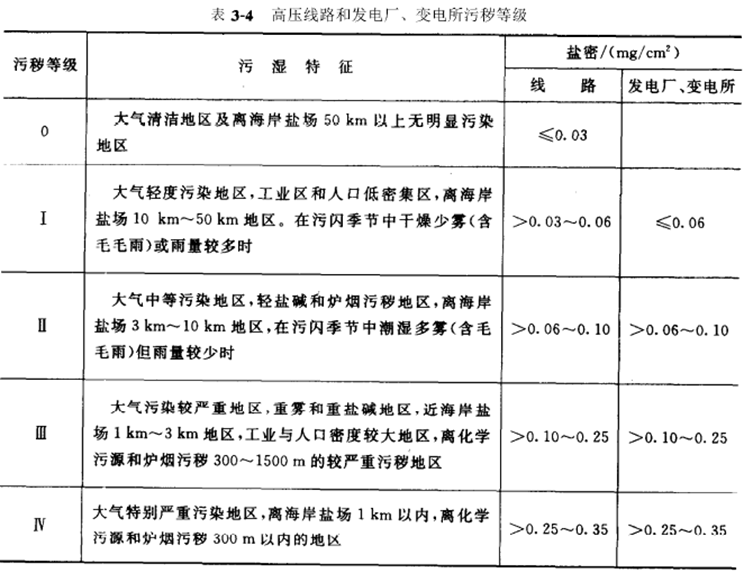 表 3-4 高压线路和发电厂、变电所污秽等级
污秽等级
污 湿 特 征
盐密/(mg/cm²)
线 路
发电厂、变电所
0
大气清洁地区及离海岸盐场 50 km 以上无明显污染
地区
≤0.03
Ⅰ
大气轻度污染地区,工业区和人口低密集区,离海岸
盐场10 km~50 km 地区。在污闪季节中干燥少雾(含
毛毛雨)或雨量较多时
>0.03~0.06
≤0.06
Ⅱ
大气中等污染地区,轻盐碱和炉烟污秽地区,离海岸
盐场 3 km~10 km 地区,在污闪季节中潮湿多雾(含毛
毛雨)但雨量较少时
>0.06~0.10
>0.06~0.10
Ⅲ
大气污染较严重地区,重雾和重盐碱地区,近海岸盐
场 1 km~3 km 地区,工业与人口密度较大地区,离化学
污源和炉烟污秽 300~1500 m 的较严重污秽地区
>0.10~0.25
>0.10~0.25
Ⅳ
大气特别严重污染地区,离海岸盐场 1 km 以内,离化学
污源和炉烟污秽 300 m 以内的地区
>0.25~0.35
>0.25~0.35